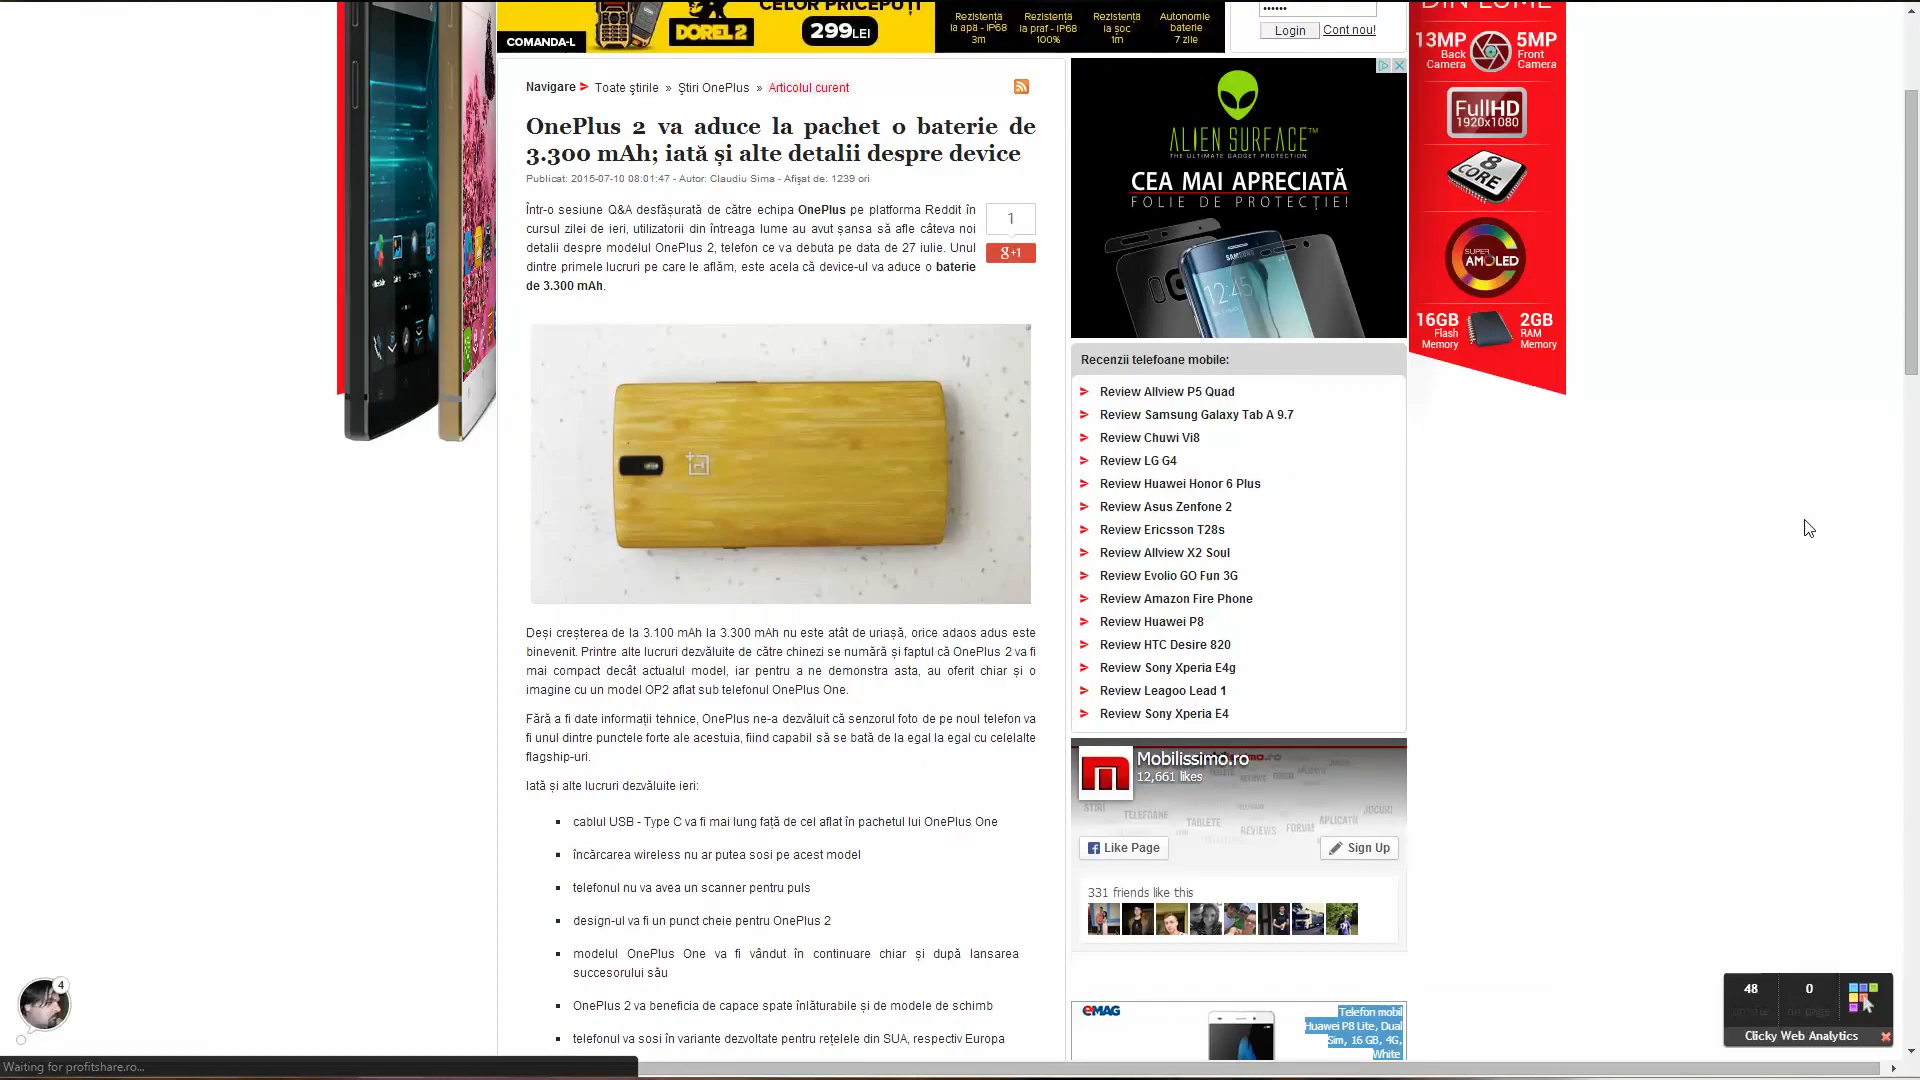 CELOR PRICEPUȚI
COMANDA-L
DOREL 2
299LEI
Rezistență la apă - IP68 3m
Rezistență la praf - IP68 100%
Rezistență la șoc 1m
Autonomie baterie 7 zile
••••••
Login Cont nou!
DIN LUME
13MP Back Camera
5MP Front Camera
FullHD
1920x1080
8 CORE
SUPER
AMOLED
16GB Flash Memory
2GB RAM Memory
Navigare Toate ştirile » Ştiri OnePlus » Articolul curent
OnePlus 2 va aduce la pachet o baterie de
3.300 mAh; iată și alte detalii despre device
Publicat: 2015-07-10 08:01:47 - Autor: Claudiu Sima - Afişat de: 1239 ori
Într-o sesiune Q&A desfășurată de către echipa OnePlus pe platforma Reddit în
cursul zilei de ieri, utilizatorii din întreaga lume au avut șansa să afle câteva noi
detalii despre modelul OnePlus 2, telefon ce va debuta pe data de 27 iulie. Unul
dintre primele lucruri pe care le aflăm, este acela că device-ul va aduce o baterie
de 3.300 mAh.
1
g+1
Deși creșterea de la 3.100 mAh la 3.300 mAh nu este atât de uriașă, orice adaos adus este
binevenit. Printre alte lucruri dezvăluite de către chinezi se numără și faptul că OnePlus 2 va fi
mai compact decât actualul model, iar pentru a ne demonstra asta, au oferit chiar și o
imagine cu un model OP2 aflat sub telefonul OnePlus One.
Fără a fi date informații tehnice, OnePlus ne-a dezvăluit că senzorul foto de pe noul telefon va
fi unul dintre punctele forte ale acestuia, fiind capabil să se bată de la egal la egal cu celelalte
flagship-uri.
Iată și alte lucruri dezvăluite ieri:
cablul USB - Type C va fi mai lung față de cel aflat în pachetul lui OnePlus One
încărcarea wireless nu ar putea sosi pe acest model
telefonul nu va avea un scanner pentru puls
design-ul va fi un punct cheie pentru OnePlus 2
modelul OnePlus One va fi vândut în continuare chiar și după lansarea
succesorului său
OnePlus 2 va beneficia de capace spate înlăturabile și de modele de schimb
telefonul va sosi în variante dezvoltate pentru rețelele din SUA, respectiv Europa
ALIEN SURFACE™
THE ULTIMATE GADGET PROTECTION
CEA MAI APRECIATĂ
FOLIE DE PROTECȚIE!
SAMSUNG
12:45
Recenzii telefoane mobile:
Review Allview P5 Quad
Review Samsung Galaxy Tab A 9.7
Review Chuwi Vi8
Review LG G4
Review Huawei Honor 6 Plus
Review Asus Zenfone 2
Review Ericsson T28s
Review Allview X2 Soul
Review Evolio GO Fun 3G
Review Amazon Fire Phone
Review Huawei P8
Review HTC Desire 820
Review Sony Xperia E4g
Review Leagoo Lead 1
Review Sony Xperia E4
Mobilissimo.ro
12,661 likes
STIRI TELEFOANE TABLETE REVIEWS FORUM APLICATII JOCURI
Like Page Sign Up
331 friends like this
eMAG
Telefon mobil
Huawei P8 Lite, Dual
Sim, 16 GB, 4G,
White
4
48 0
Clicky Web Analytics
Waiting for profitshare.ro...